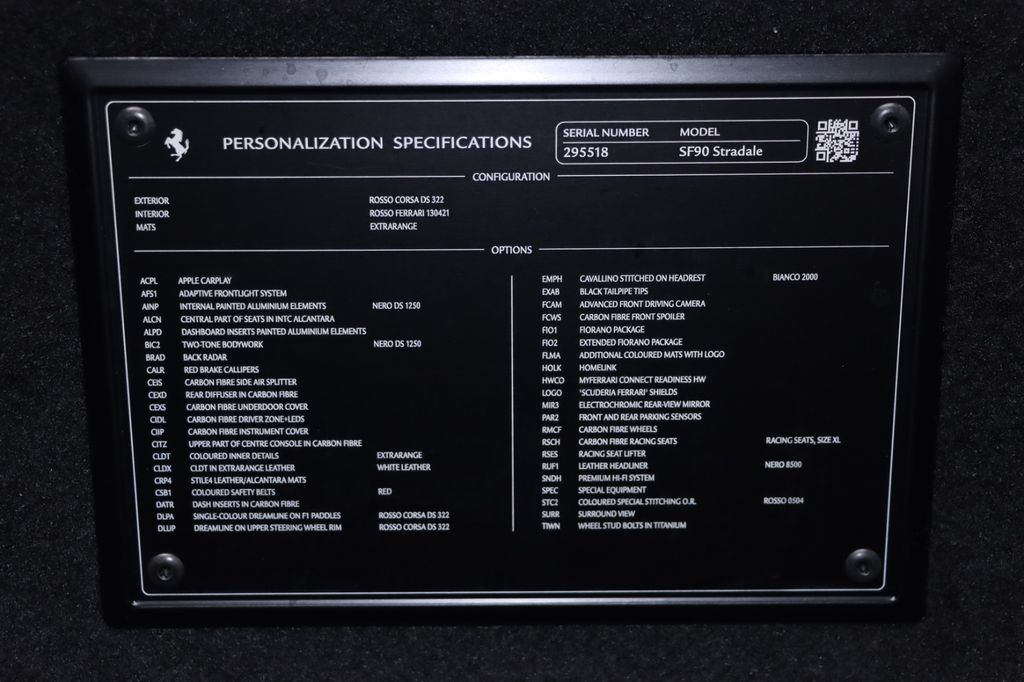 PERSONALIZATION SPECIFICATIONS
SERIAL NUMBER MODEL
295518 SF90 Stradale
CONFIGURATION
EXTERIOR ROSSO CORSA DS 322
INTERIOR ROSSO FERRARI 130421
MATS EXTRARANGE
OPTIONS
ACPL APPLE CARPLAY
AFS1 ADAPTIVE FRONTLIGHT SYSTEM
AINP INTERNAL PAINTED ALUMINIUM ELEMENTS NERO DS 1250
ALCN CENTRAL PART OF SEATS IN INTC ALCANTARA
ALPD DASHBOARD INSERTS PAINTED ALUMINIUM ELEMENTS
BIC2 TWO-TONE BODYWORK NERO DS 1250
BRAD BACK RADAR
CALR RED BRAKE CALLIPERS
CEIS CARBON FIBRE SIDE AIR SPLITTER
CEXD REAR DIFFUSER IN CARBON FIBRE
CEXS CARBON FIBRE UNDERDOOR COVER
CIDL CARBON FIBRE DRIVER ZONE+LEDS
CIIP CARBON FIBRE INSTRUMENT COVER
CITZ UPPER PART OF CENTRE CONSOLE IN CARBON FIBRE
CLDT COLOURED INNER DETAILS EXTRARANGE
CLDX CLDT IN EXTRARANGE LEATHER WHITE LEATHER
CRP4 STILE4 LEATHER/ALCANTARA MATS
CSB1 COLOURED SAFETY BELTS RED
DATR DASH INSERTS IN CARBON FIBRE
DLPA SINGLE-COLOUR DREAMLINE ON F1 PADDLES ROSSO CORSA DS 322
DLUP DREAMLINE ON UPPER STEERING WHEEL RIM ROSSO CORSA DS 322
EMPH CAVALLINO STITCHED ON HEADREST BIANCO 2000
EXAB BLACK TAILPIPE TIPS
FCAM ADVANCED FRONT DRIVING CAMERA
FCWS CARBON FIBRE FRONT SPOILER
FIO1 FIORANO PACKAGE
FIO2 EXTENDED FIORANO PACKAGE
FLMA ADDITIONAL COLOURED MATS WITH LOGO
HOLK HOMELINK
HWCO MYFERRARI CONNECT READINESS HW
LOGO 'SCUDERIA FERRARI' SHIELDS
MIR3 ELECTROCHROMIC REAR-VIEW MIRROR
PAR2 FRONT AND REAR PARKING SENSORS
RMCF CARBON FIBRE WHEELS
RSCH CARBON FIBRE RACING SEATS RACING SEATS, SIZE XL
RSES RACING SEAT LIFTER
RUF1 LEATHER HEADLINER NERO 8500
SNDH PREMIUM HI-FI SYSTEM
SPEC SPECIAL EQUIPMENT
STC2 COLOURED SPECIAL STITCHING O.R. ROSSO 0504
SURR SURROUND VIEW
TIWN WHEEL STUD BOLTS IN TITANIUM